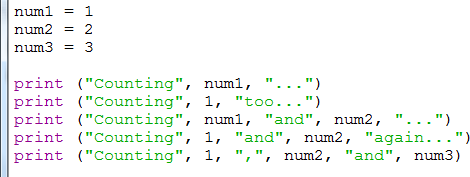 num1 = 1
num2 = 2
num3 = 3
print ("Counting", num1, "...")
print ("Counting", 1, "too...")
print ("Counting", num1, "and", num2, "...")
print ("Counting", 1, "and", num2, "again...")
print ("Counting", 1, ",", num2, "and", num3)